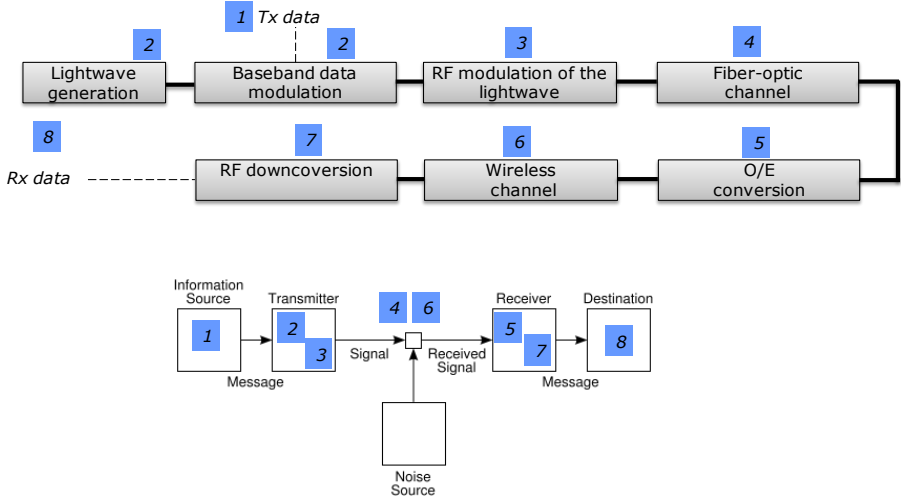 1 Tx data
2 2 3 4
Lightwave generation
Baseband data modulation
RF modulation of the lightwave
Fiber-optic channel
8 7 6 5
Rx data
RF downcoversion
Wireless channel
O/E conversion
Information Source
Transmitter
4 6
Receiver
Destination
1
2
3
5
7
8
Signal
Received Signal
Message
Message
Noise Source